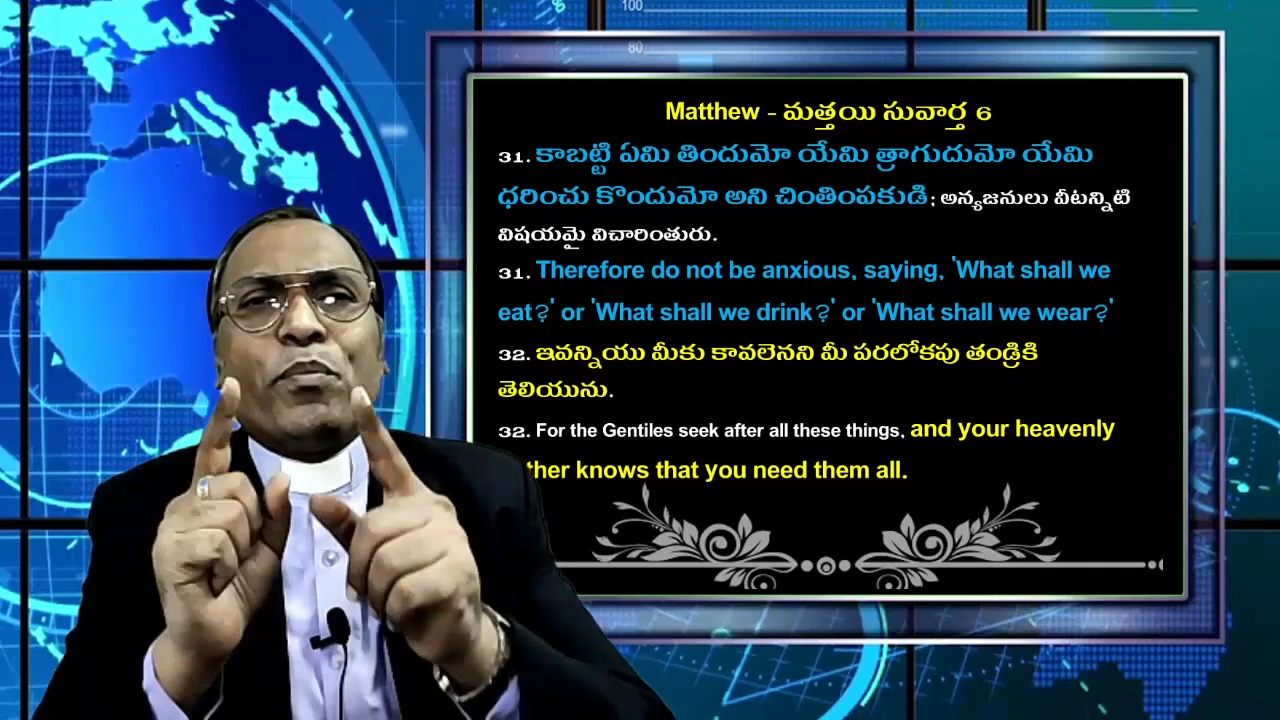 100
80
Matthew - మత్తయి సువార్త 6
31. కాబట్టి ఏమి తిందుమో యేమి త్రాగుదుమో యేమి
ధరించు కొందుమో అని చింతింపకుడి; అన్యజనులు వీటన్నిటి
విషయమై విచారింతురు.
31. Therefore do not be anxious, saying, 'What shall we
eat?' or 'What shall we drink?' or 'What shall we wear?'
32. ఇవన్నియు మీకు కావలెనని మీ పరలోకపు తండ్రికి
తెలియును.
32. For the Gentiles seek after all these things, and your heavenly
ther knows that you need them all.